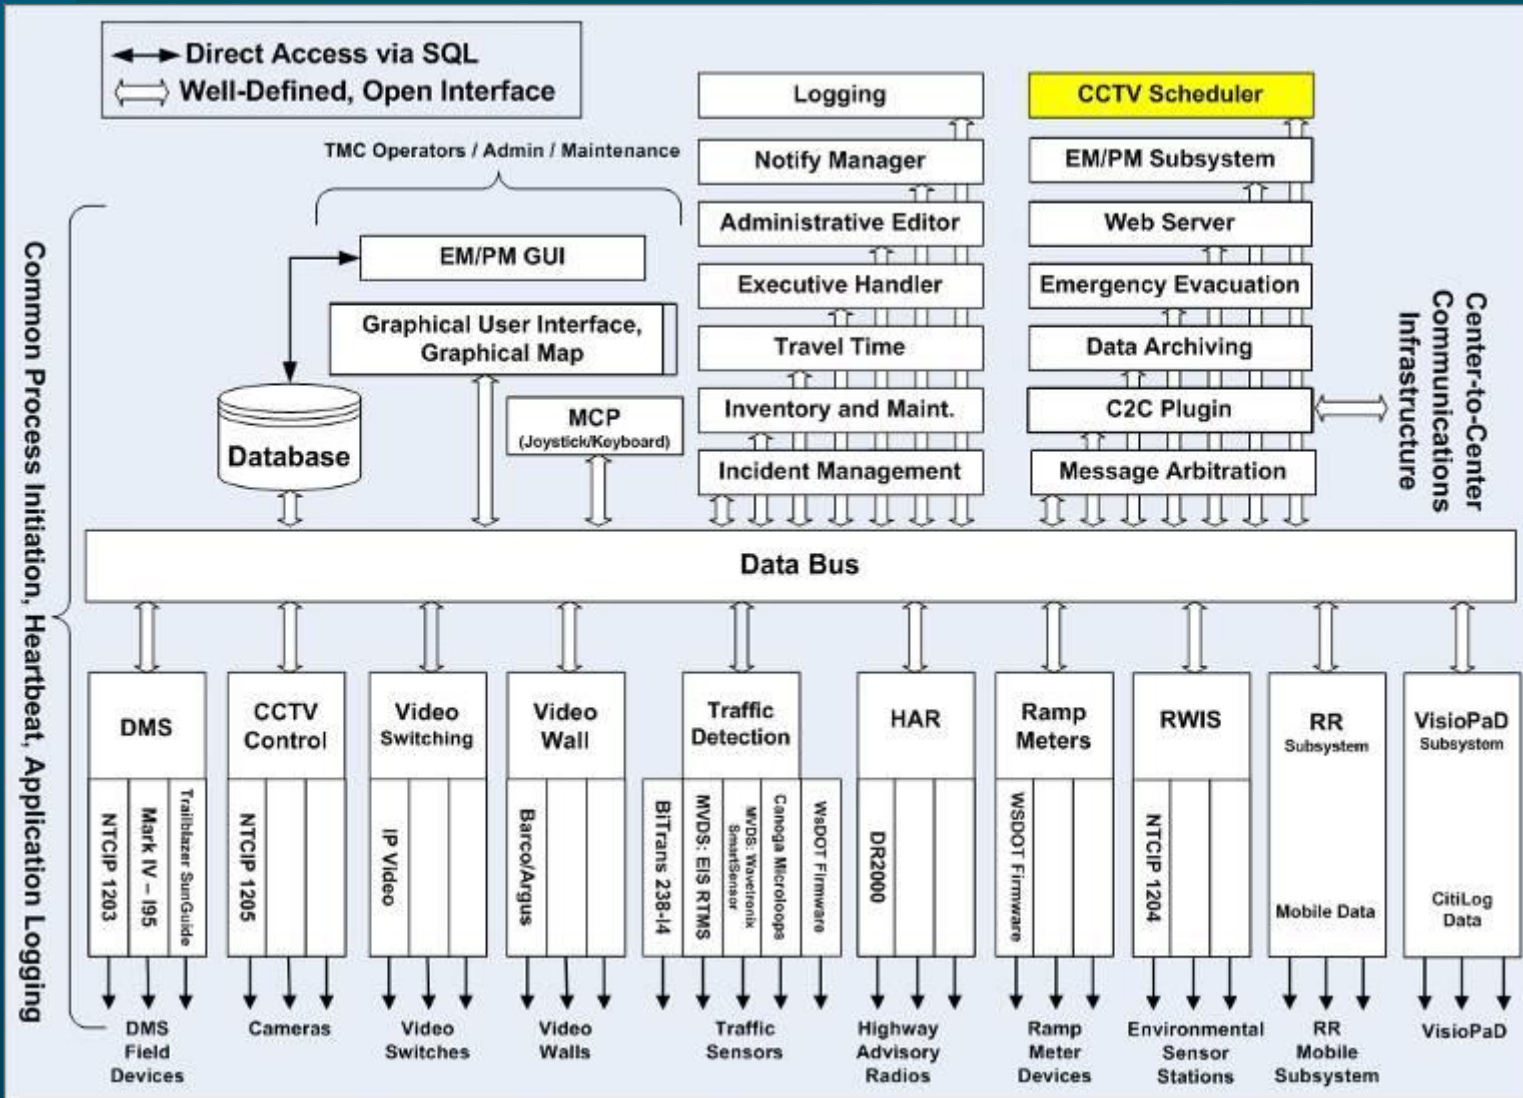 Direct Access via SQL
Well-Defined, Open Interface
TMC Operators / Admin / Maintenance
Common Process Initiation, Heartbeat, Application Logging
EM/PM GUI
Graphical User Interface,
Graphical Map
Database
MCP
(Joystick/Keyboard)
Logging
Notify Manager
Administrative Editor
Executive Handler
Travel Time
Inventory and Maint.
Incident Management
CCTV Scheduler
EM/PM Subsystem
Web Server
Emergency Evacuation
Data Archiving
C2C Plugin
Message Arbitration
Center-to-Center
Communications
Infrastructure
Data Bus
DMS
NTCIP 1203
Mark IV – I95
Trailblazer SunGuide
DMS
Field
Devices
CCTV
Control
NTCIP 1205
Cameras
Video
Switching
IP Video
Video
Switches
Video
Wall
Barco/Argus
Video
Walls
Traffic
Detection
BiTrans 238-I4
MVDS: EIS RTMS
MVDS: Wavetronix
SmartSensor
Canoga Microloops
WsDOT Firmware
Traffic
Sensors
HAR
DR2000
Highway
Advisory
Radios
Ramp
Meters
WSDOT Firmware
Ramp
Meter
Devices
RWIS
NTCIP 1204
Environmental
Sensor
Stations
RR
Subsystem
Mobile Data
RR
Mobile
Subsystem
VisioPaD
Subsystem
CitiLog
Data
VisioPaD